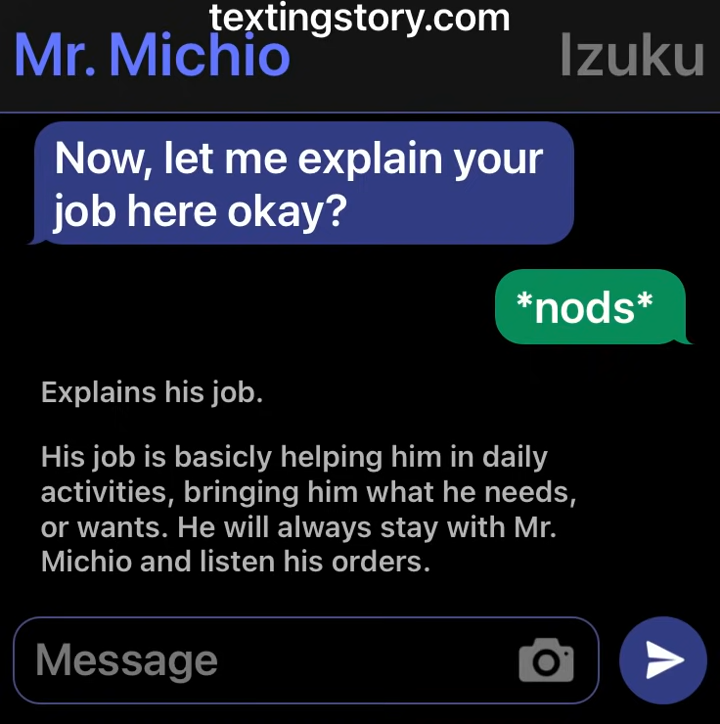 textingstory.com
Mr. Michio
Izuku
Now, let me explain your
job here okay?
*nods*
Explains his job.
His job is basicly helping him in daily
activities, bringing him what he needs,
or wants. He will always stay with Mr.
Michio and listen his orders.
Message